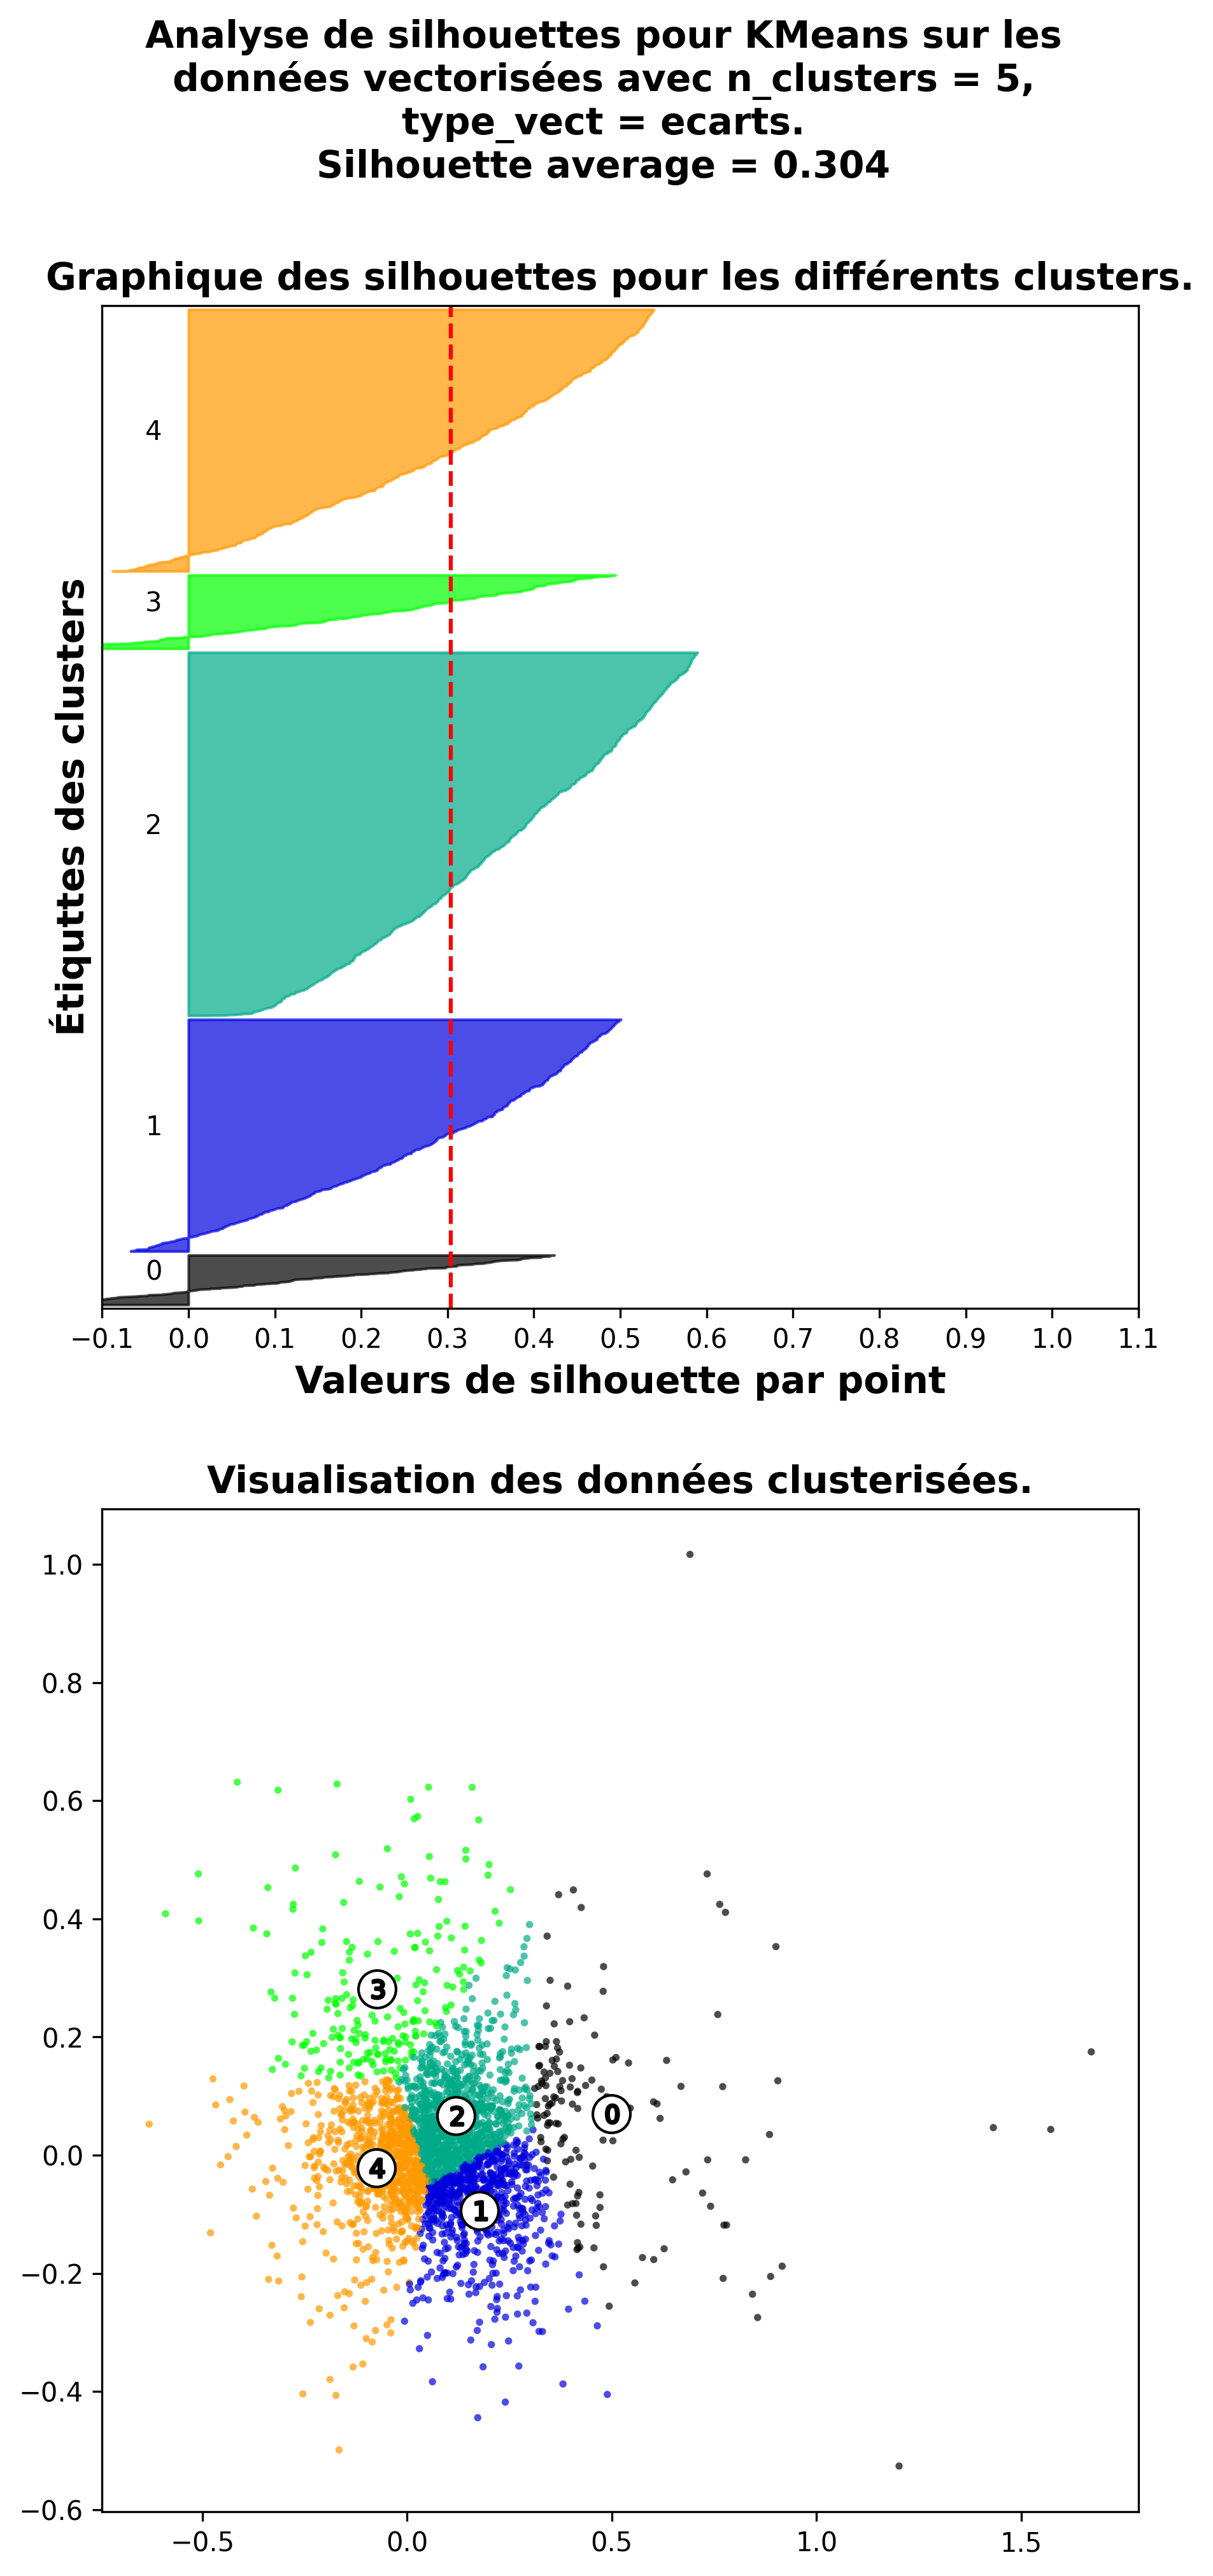 Analyse de silhouettes pour KMeans sur les
données vectorisées avec n_clusters = 5,
type_vect = ecarts.
Silhouette average = 0.304
Graphique des silhouettes pour les différents clusters.
Étiquttes des clusters
4
3
2
1
0
−0.1 0.0 0.1 0.2 0.3 0.4 0.5 0.6 0.7 0.8 0.9 1.0 1.1
Valeurs de silhouette par point
Visualisation des données clusterisées.
1.0
0.8
0.6
0.4
0.2
0.0
−0.2
−0.4
−0.6
3
2
0
4
1
−0.5 0.0 0.5 1.0 1.5